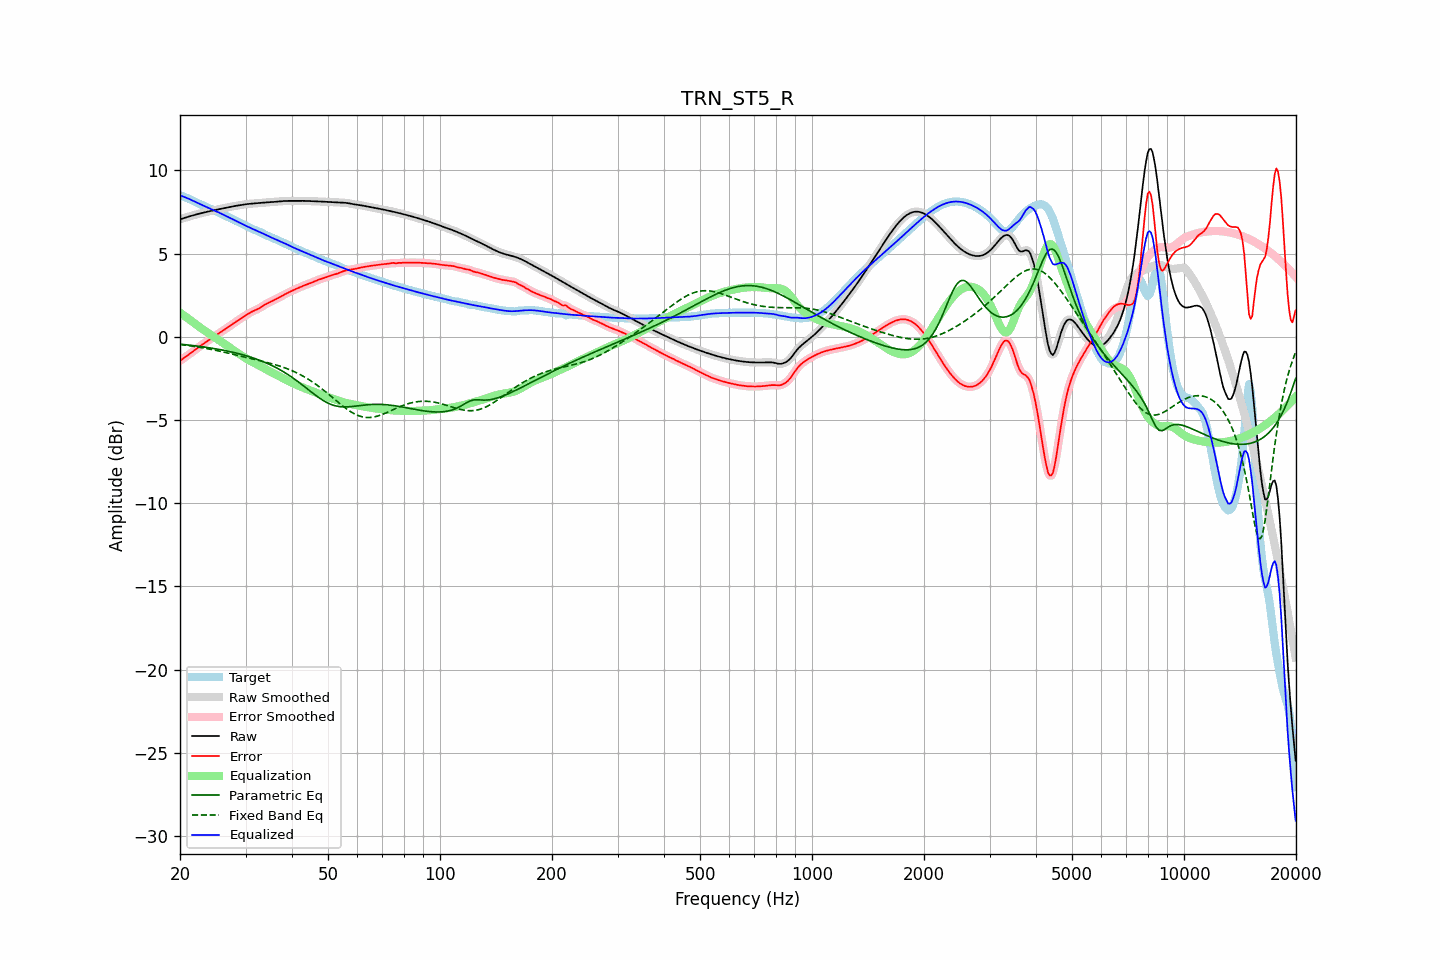 TRN_ST5_R
Amplitude (dBr)
10
5
0
−5
−10
−15
−20
−25
−30
Target
Raw Smoothed
Error Smoothed
Raw
Error
Equalization
Parametric Eq
Fixed Band Eq
Equalized
20 50 100 200 500 1000 2000 5000 10000 20000
Frequency (Hz)